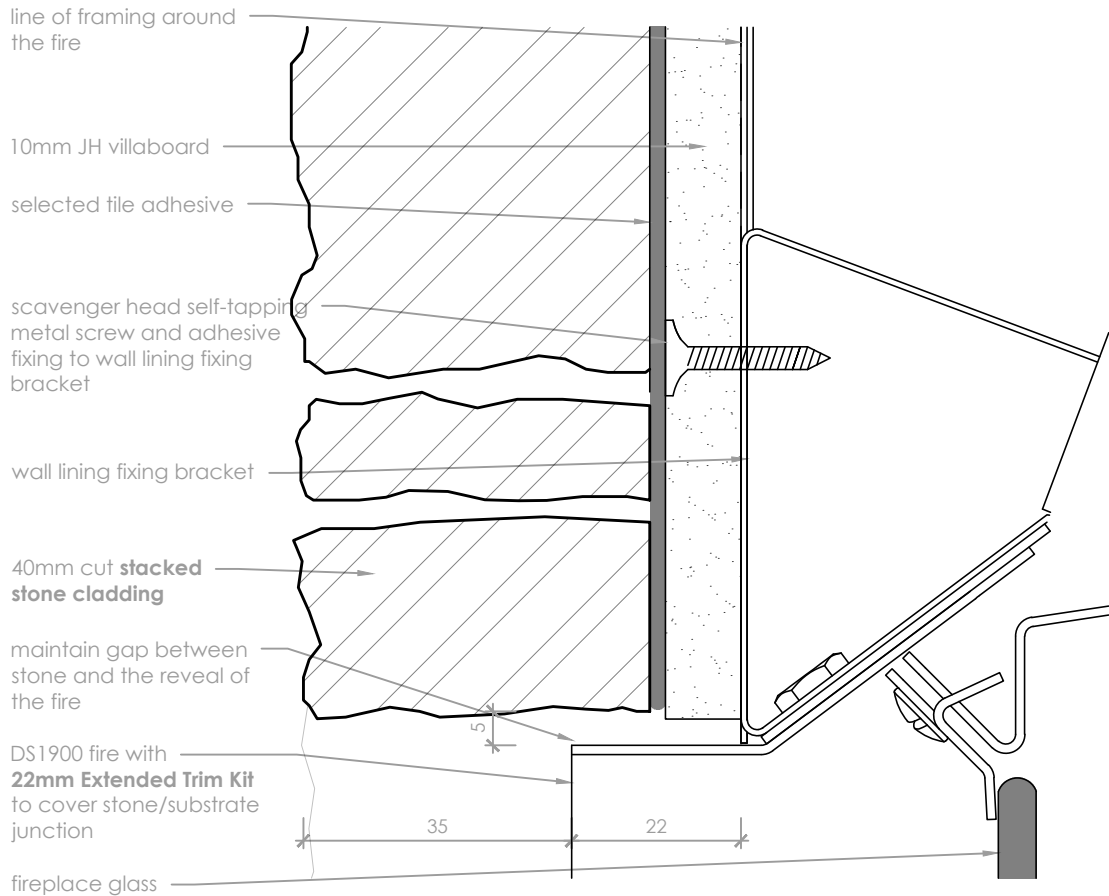 line of framing around
the fire
10mm JH villaboard
selected tile adhesive
scavenger head self-tapping
metal screw and adhesive
fixing to wall lining fixing
bracket
wall lining fixing bracket
40mm cut stacked
stone cladding
maintain gap between
stone and the reveal of
the fire
5
DS1900 fire with
22mm Extended Trim Kit
to cover stone/substrate
junction
35
22
fireplace glass